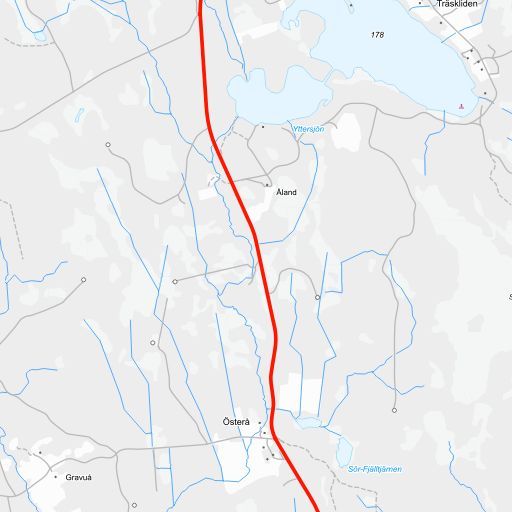 Träskliden
178
Yttersjön
Åland
S
Österå
Sör-Fjälltjärnen
Gravuå